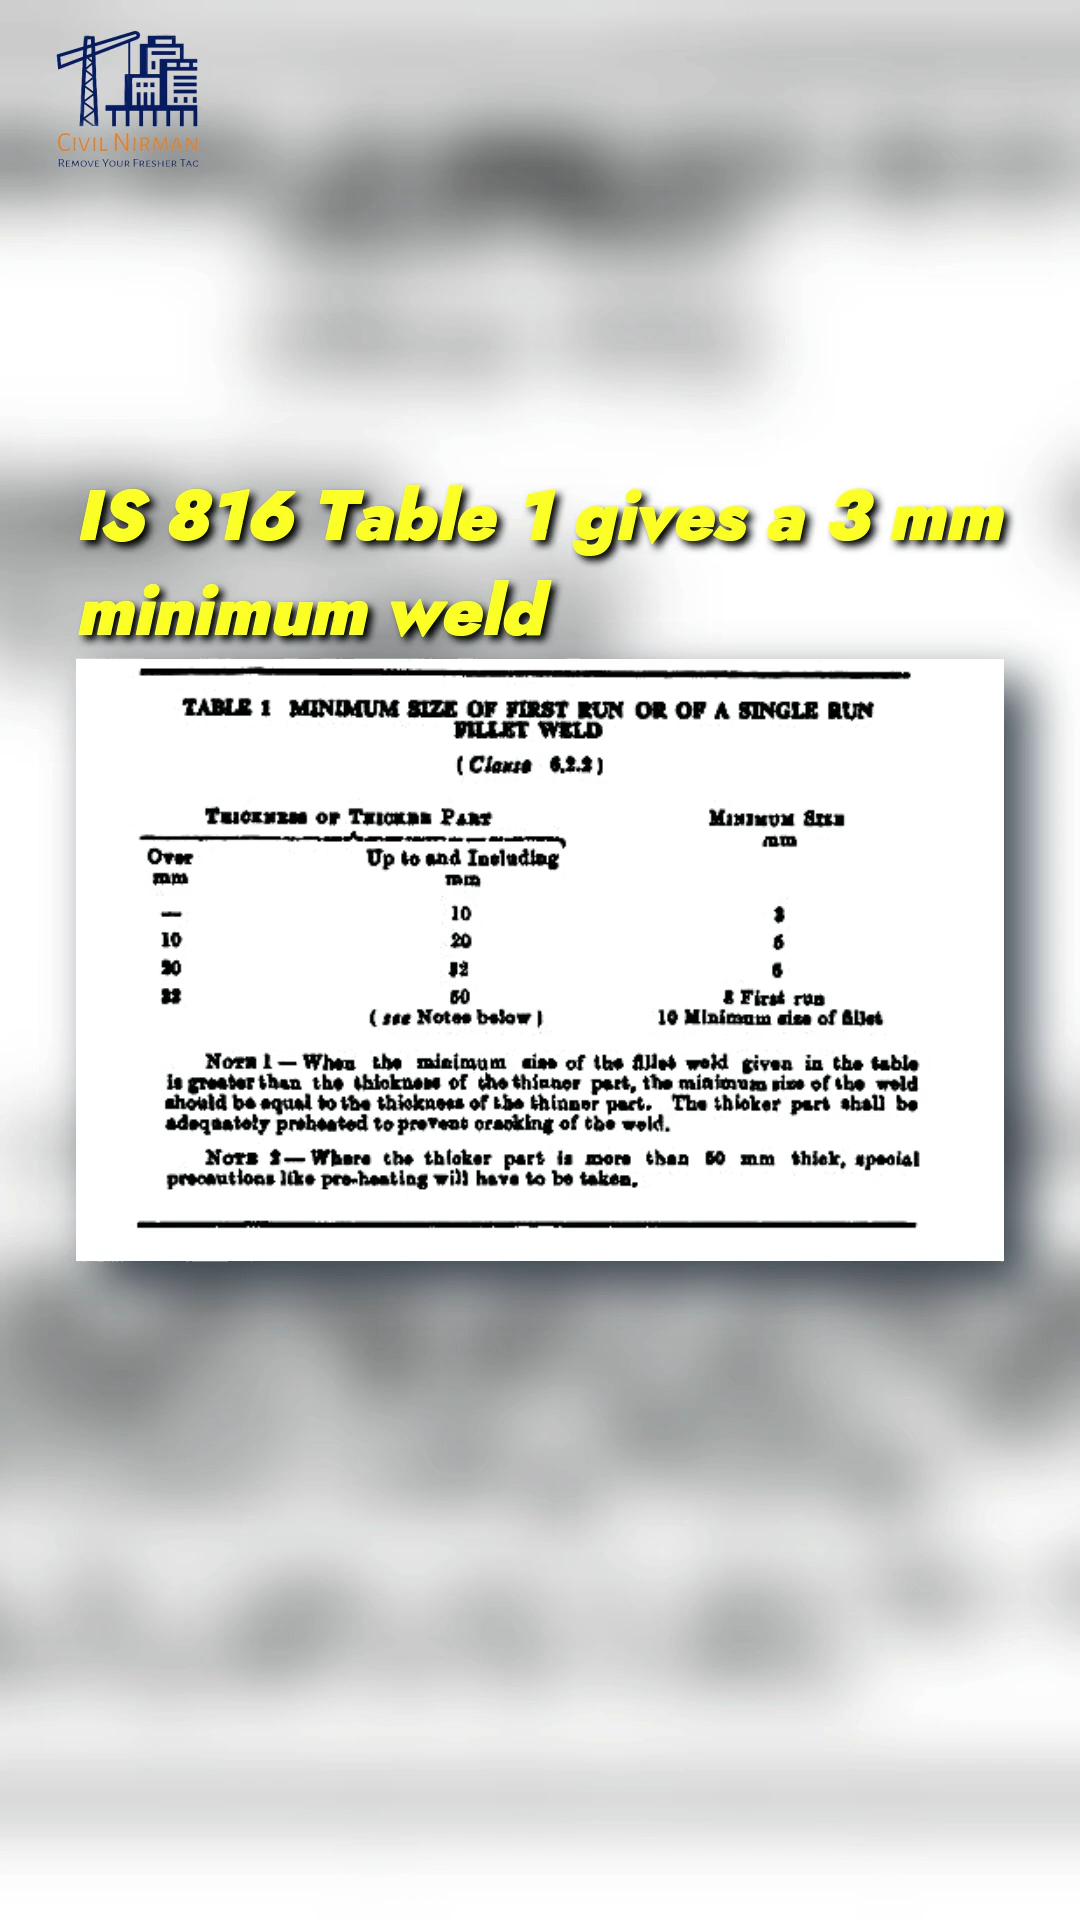 CIVIL NIRMAN
REMOVE YOUR FRESHER TAG
IS 816 Table 1 gives a 3 mm
minimum weld
TABLE 1 MINIMUM SIZE OF FIRST RUN OR OF A SINGLE RUN
FILLET WELD
( Clause 6.2.2 )
THICKNESS OF THICKER PART MINIMUM SIZE
mm
Over Up to and Including
mm mm
— 10 3
10 20 5
20 32 6
32 50 8 First run
( see Notes below ) 10 Minimum size of fillet
NOTE 1 — When the minimum size of the fillet weld given in the table
is greater than the thickness of the thinner part, the minimum size of the weld
should be equal to the thickness of the thinner part. The thicker part shall be
adequately preheated to prevent cracking of the weld.
NOTE 2 — Where the thicker part is more than 50 mm thick, special
precautions like pre-heating will have to be taken.